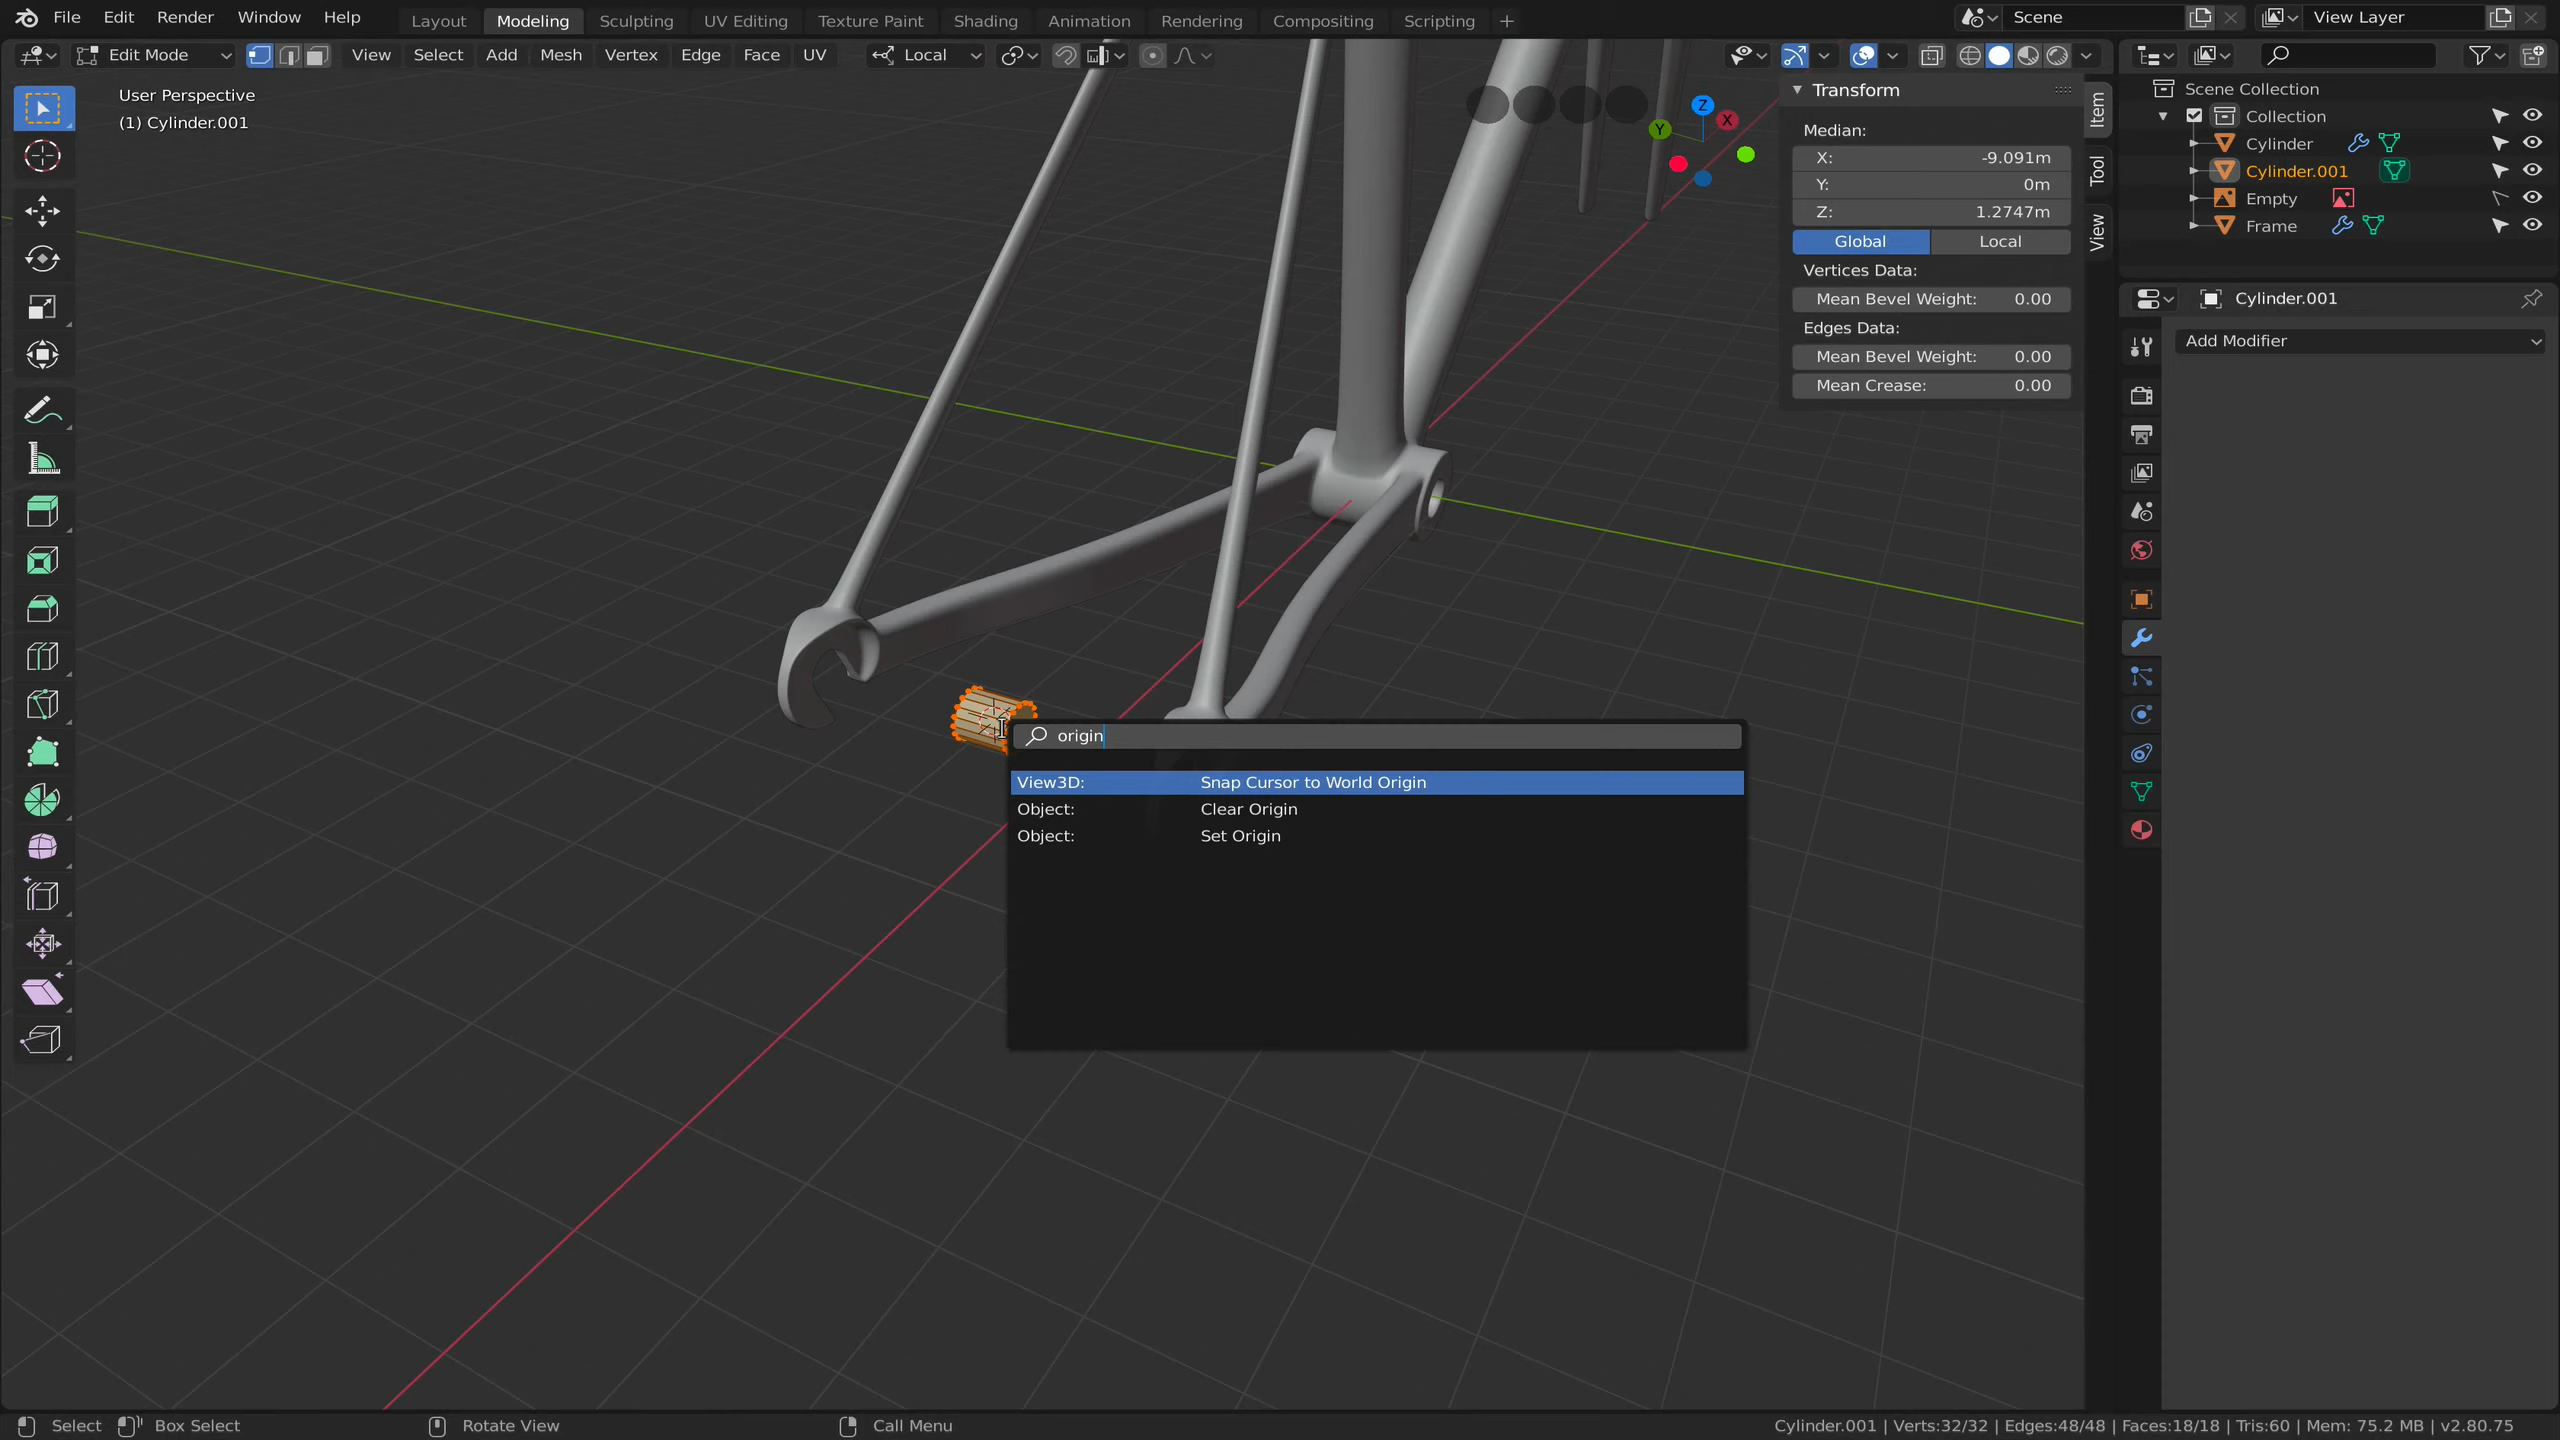 File Edit Render Window Help Layout Modeling Sculpting UV Editing Texture Paint Shading Animation Rendering Compositing Scripting + Scene View Layer
Edit Mode View Select Add Mesh Vertex Edge Face UV Local
User Perspective
(1) Cylinder.001
Z
X
Y
Transform
Median:
X: -9.091m
Y: 0m
Z: 1.2747m
Global Local
Vertices Data:
Mean Bevel Weight: 0.00
Edges Data:
Mean Bevel Weight: 0.00
Mean Crease: 0.00
Item
Tool
View
Scene Collection
Collection
Cylinder
Cylinder.001
Empty
Frame
Cylinder.001
Add Modifier
origin
View3D: Snap Cursor to World Origin
Object: Clear Origin
Object: Set Origin
Select Box Select Rotate View Call Menu Cylinder.001 | Verts:32/32 | Edges:48/48 | Faces:18/18 | Tris:60 | Mem: 75.2 MB | v2.80.75